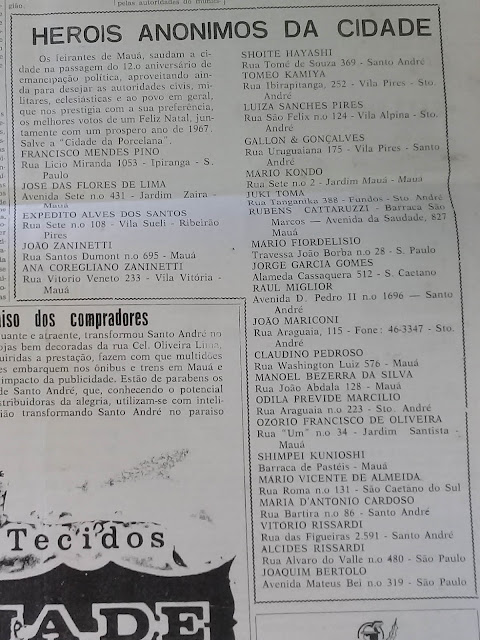 gião.
pelas autoridades do mundo
HEROIS ANONIMOS DA CIDADE
Os feirantes de Mauá, saudam a ci-
dade na passagem do 12.o aniversário de
emancipação política, aproveitando ain-
da para desejar as autoridades civis, mi-
litares, eclesiásticas e ao povo em geral,
que nos prestigia com a sua preferência,
os melhores votos de um Feliz Natal, jun-
tamente com um prospero ano de 1967.
Salve a "Cidade da Porcelana".
FRANCISCO MENDES PINO
Rua Licio Miranda 1053 - Ipiranga - S.
Paulo
JOSE DAS FLORES DE LIMA
Avenida Sete n.o 431 - Jardim Zaira -
Mauá
EXPEDITO ALVES DOS SANTOS
Rua Sete n.o 108 - Vila Sueli - Ribeirão
Pires
JOÃO ZANINETTI
Rua Santos Dumont n.o 695 - Mauá
ANA COREGLIANO ZANINETTI
Rua Vitorio Veneto 233 - Vila Vitória -
Mauá
SHOITE HAYASHI
Rua Tomé de Souza 369 - Santo André
TOMEO KAMIYA
Rua Ibirapitanga, 252 - Vila Pires - Sto.
André
LUIZA SANCHES PIRES
Rua São Felix n.o 124 - Vila Alpina - Sto.
André
GALLON & GONÇALVES
Rua Uruguaiana 175 - Vila Pires - Santo
André
MARIO KONDO
Rua Sete n.o 2 - Jardim Mauá - Mauá
JUKI TOMA
Rua Tanganika 388 - Fundos - Sto. André
RUBENS CATTARUZZI - Barraca São
Marcos — Avenida da Saudade, 827
Mauá
MARIO FIORDELISIO
Travessa João Borba n.o 28 - S. Paulo
JORGE GARCIA GOMES
Alameda Cassaquera 512 - S. Caetano
RAUL MIGLIOR
Avenida D. Pedro II n.o 1696 — Santo
André
JOÃO MARICONI
Rua Araguaia, 115 - Fone: 46-3347 - Sto.
André
CLAUDINO PEDROSO
Rua Washington Luiz 576 - Mauá
MANOEL BEZERRA DA SILVA
Rua João Abdala 128 - Mauá
ODILA PREVIDE MARCILIO
Rua Araguaia n.o 223 - Sto. André
OZORIO FRANCISCO DE OLIVEIRA
Rua "Um" n.o 34 - Jardim Santista -
Mauá
SHIMPEI KUNIOSHI
Barraca de Pastéis - Mauá
MARIO VICENTE DE ALMEIDA
Rua Roma n.o 131 - São Caetano do Sul
MARIA D'ANTONIO CARDOSO
Rua Bartira n.o 86 - Santo André
VITORIO RISSARDI
Rua das Figueiras 2.591 - Santo André
ALCIDES RISSARDI
Rua Alvaro do Valle n.o 480 - São Paulo
JOAQUIM BERTOLO
Avenida Mateus Bei n.o 319 - São Paulo
iso dos compradores
uante e atraente, transformou Santo André no
ojas bem decoradas da rua Cel. Oliveira Lima,
uiridas a prestação, fazem com que multidões
es embarquem nos ônibus e trens em Mauá e
impacto da publicidade. Estão de parabens os
de Santo André, que, conhecendo o potencial
stribuidoras da alegria, utilizam-se com inteli-
ião transformando Santo André no paraiso
Tecidos
IADE